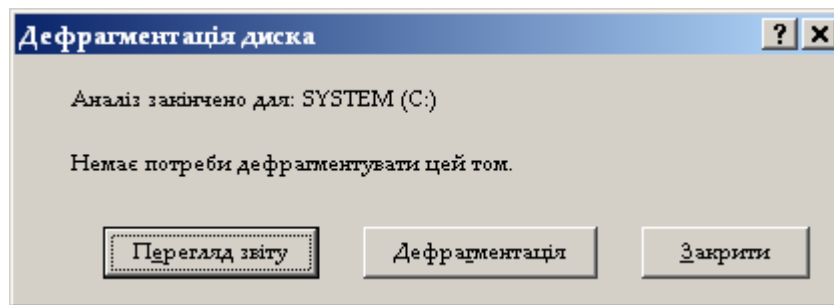 Дефрагментація диска
Аналіз закінчено для: SYSTEM (C:)
Немає потреби дефрагментувати цей том.
Перегляд звіту Дефрагментація Закрити